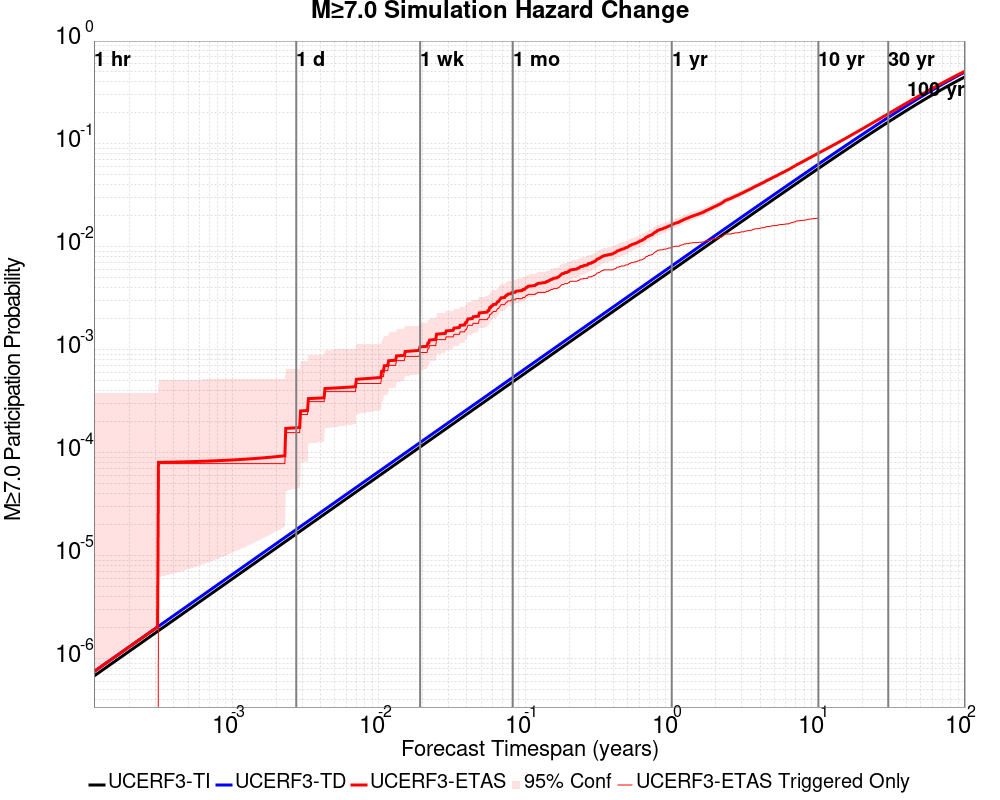 M≥7.0 Simulation Hazard Change
1 hr
1 d
1 wk
1 mo
1 yr
10 yr
30 yr
100 yr
M≥7.0 Participation Probability
10^0
10^-1
10^-2
10^-3
10^-4
10^-5
10^-6
10^-3
10^-2
10^-1
10^0
10^1
10^2
Forecast Timespan (years)
UCERF3-TI UCERF3-TD UCERF3-ETAS 95% Conf UCERF3-ETAS Triggered Only